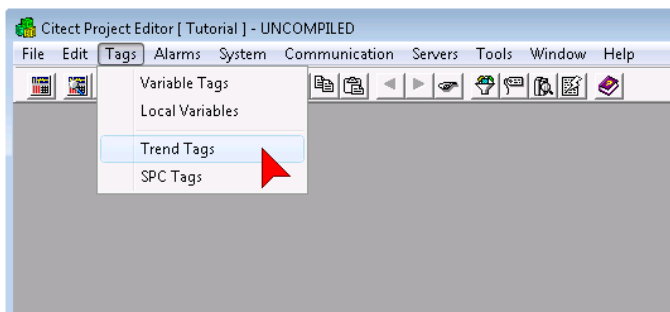 Citect Project Editor [ Tutorial ] - UNCOMPILED
File Edit Tags Alarms System Communication Servers Tools Window Help
Variable Tags
Local Variables
Trend Tags
SPC Tags